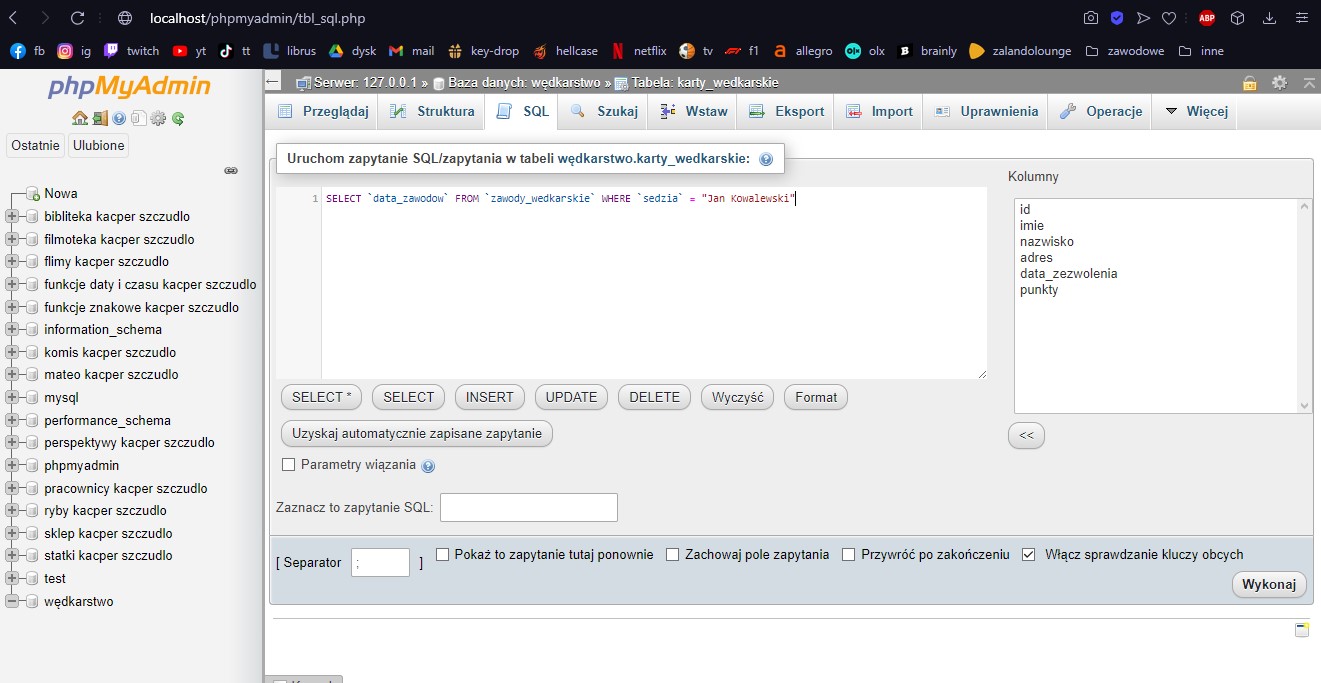 localhost/phpmyadmin/tbl_sql.php
ABP
fb ig twitch yt tt librus dysk mail key-drop hellcase netflix tv f1 allegro olx brainly zalandolounge zawodowe inne
phpMyAdmin
Ostatnie Ulubione
Nowa
bibliteka kacper szczudlo
filmoteka kacper szczudlo
flimy kacper szczudlo
funkcje daty i czasu kacper szczudlo
funkcje znakowe kacper szczudlo
information_schema
komis kacper szczudlo
mateo kacper szczudlo
mysql
performance_schema
perspektywy kacper szczudlo
phpmyadmin
pracownicy kacper szczudlo
ryby kacper szczudlo
sklep kacper szczudlo
statki kacper szczudlo
test
wędkarstwo
Serwer: 127.0.0.1 » Baza danych: wędkarstwo » Tabela: karty_wedkarskie
Przeglądaj Struktura SQL Szukaj Wstaw Eksport Import Uprawnienia Operacje Więcej
Uruchom zapytanie SQL/zapytania w tabeli wędkarstwo.karty_wedkarskie:
1 SELECT `data_zawodow` FROM `zawody_wedkarskie` WHERE `sedzia` = "Jan Kowalewski"
Kolumny
id
imie
nazwisko
adres
data_zezwolenia
punkty
<<
SELECT * SELECT INSERT UPDATE DELETE Wyczyść Format
Uzyskaj automatycznie zapisane zapytanie
Parametry wiązania
Zaznacz to zapytanie SQL:
[ Separator ; ] Pokaż to zapytanie tutaj ponownie Zachowaj pole zapytania Przywróć po zakończeniu Włącz sprawdzanie kluczy obcych
Wykonaj